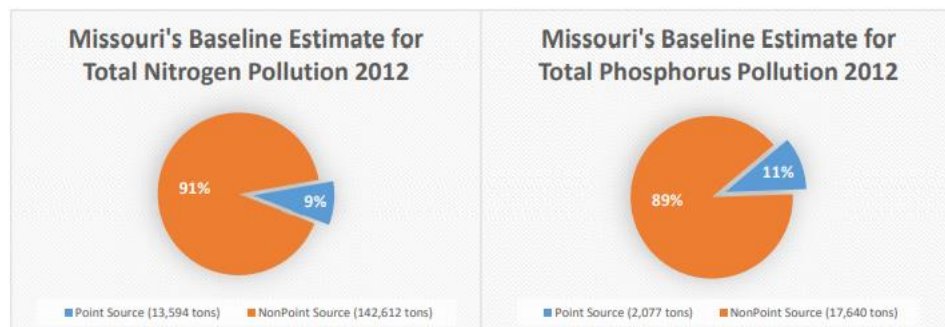 Missouri's Baseline Estimate for
Total Nitrogen Pollution 2012
91%
9%
Point Source (13,594 tons) NonPoint Source (142,612 tons)
Missouri's Baseline Estimate for
Total Phosphorus Pollution 2012
11%
89%
Point Source (2,077 tons) NonPoint Source (17,640 tons)